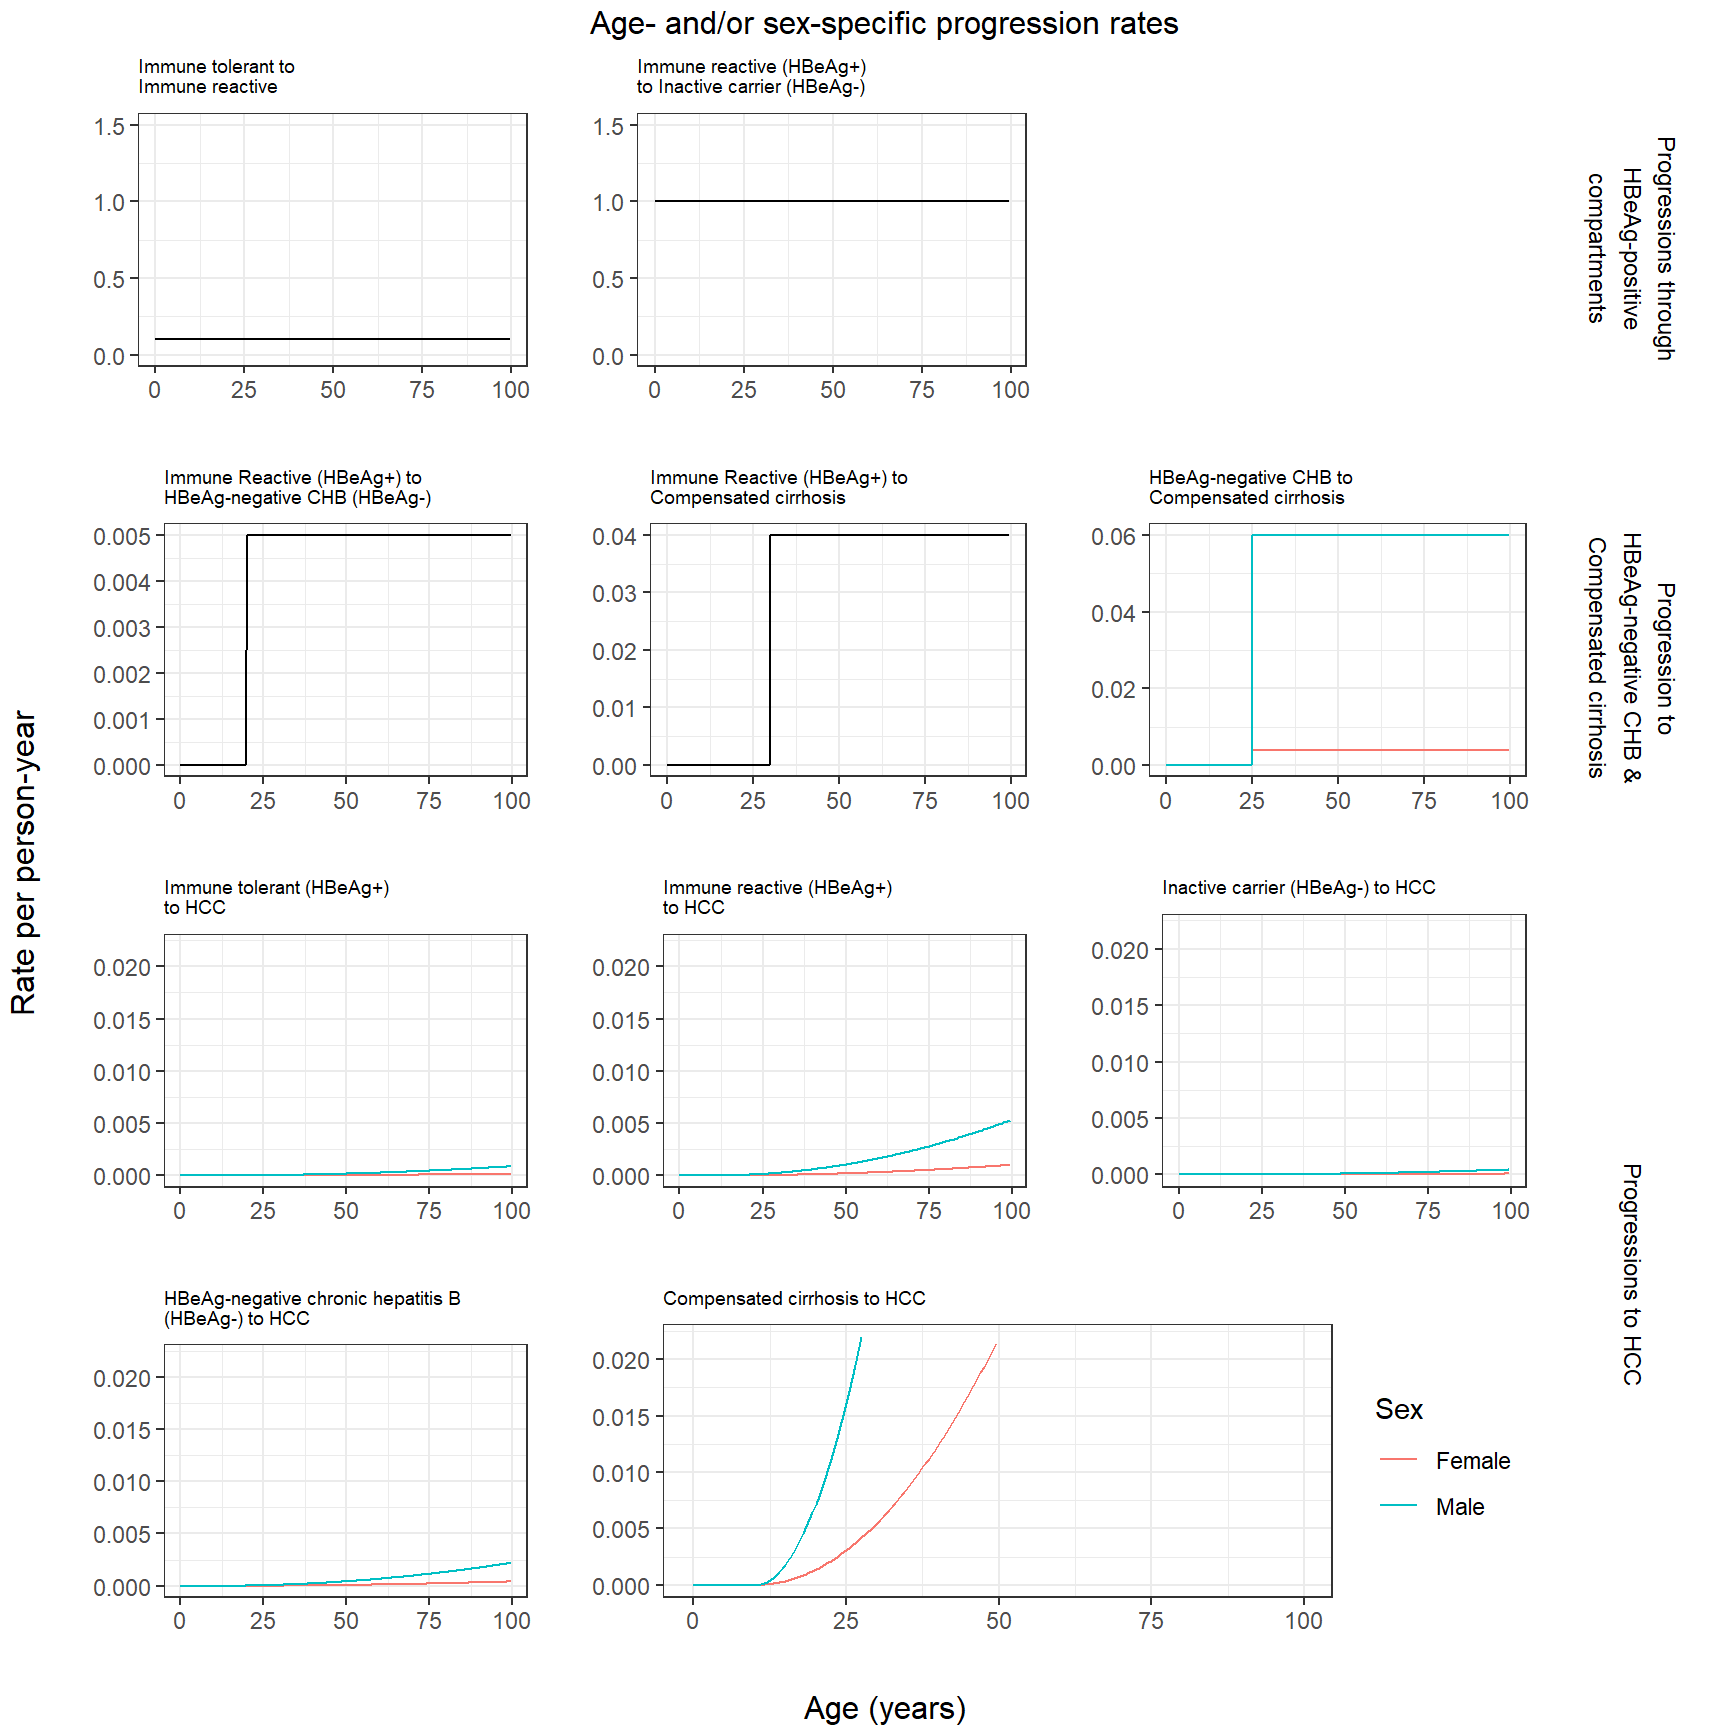 Age- and/or sex-specific progression rates
Immune tolerant to
Immune reactive
1.5
1.0
0.5
0.0
0 25 50 75 100
Immune reactive (HBeAg+)
to Inactive carrier (HBeAg-)
1.5
1.0
0.5
0.0
0 25 50 75 100
Progressions through
HBeAg-positive
compartments
Immune Reactive (HBeAg+) to
HBeAg-negative CHB (HBeAg-)
0.005
0.004
0.003
0.002
0.001
0.000
0 25 50 75 100
Immune Reactive (HBeAg+) to
Compensated cirrhosis
0.04
0.03
0.02
0.01
0.00
0 25 50 75 100
HBeAg-negative CHB to
Compensated cirrhosis
0.06
0.04
0.02
0.00
0 25 50 75 100
Progression to
HBeAg-negative CHB &
Compensated cirrhosis
Rate per person-year
Immune tolerant (HBeAg+)
to HCC
0.020
0.015
0.010
0.005
0.000
0 25 50 75 100
Immune reactive (HBeAg+)
to HCC
0.020
0.015
0.010
0.005
0.000
0 25 50 75 100
Inactive carrier (HBeAg-) to HCC
0.020
0.015
0.010
0.005
0.000
0 25 50 75 100
Progressions to HCC
HBeAg-negative chronic hepatitis B
(HBeAg-) to HCC
0.020
0.015
0.010
0.005
0.000
0 25 50 75 100
Compensated cirrhosis to HCC
0.020
0.015
0.010
0.005
0.000
0 25 50 75 100
Sex
Female
Male
Age (years)